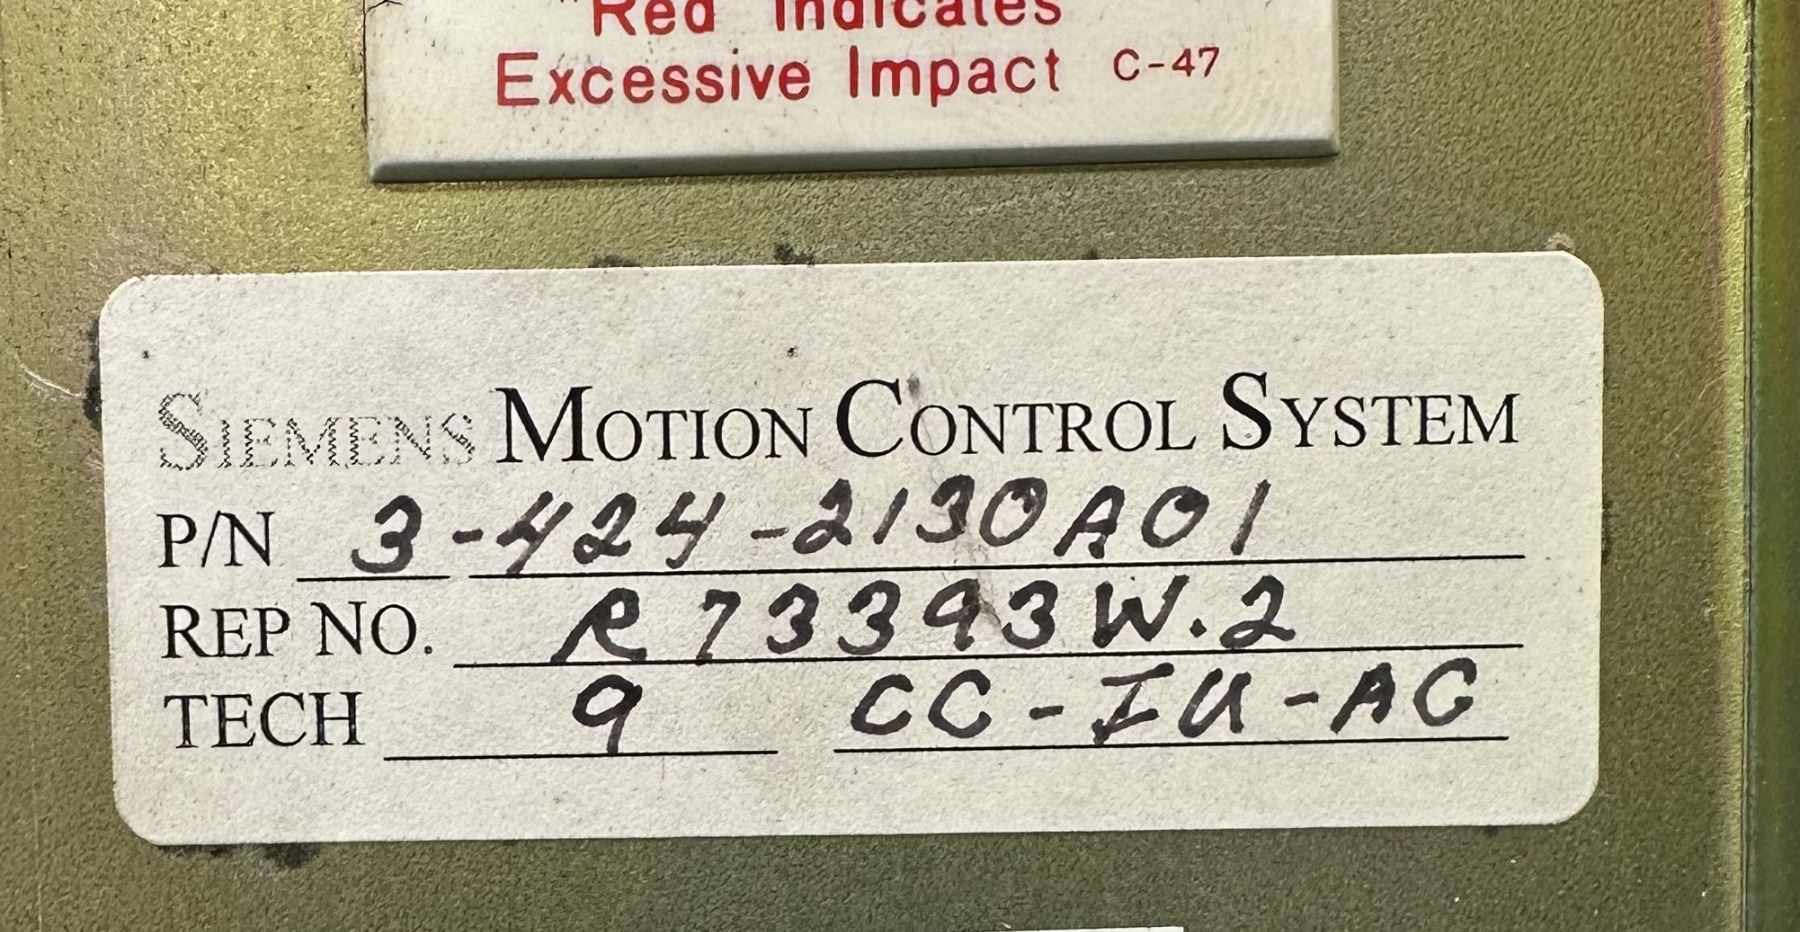 "Red Indicates
Excessive Impact C-47
SIEMENS MOTION CONTROL SYSTEM
P/N 3-424-2130A01
REP NO. R73393W.2
TECH 9 CC-IU-AG